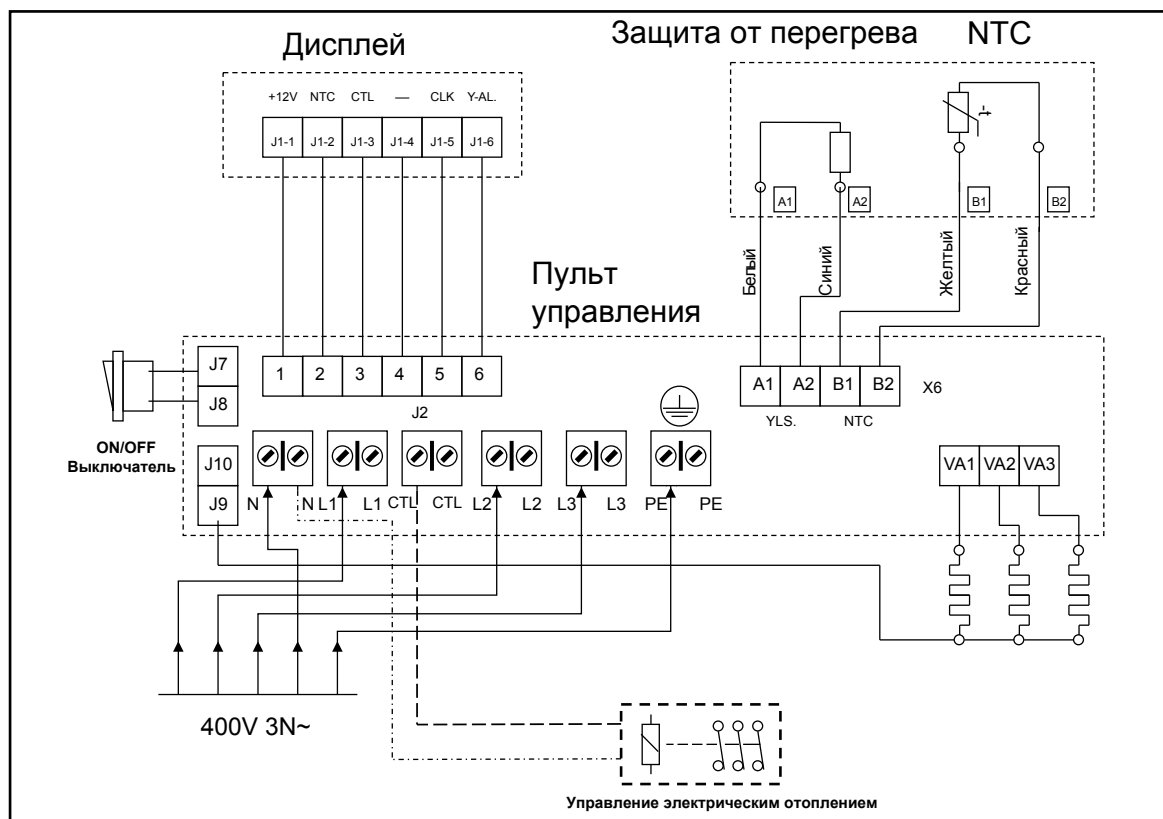 Дисплей
Защита от перегрева NTC
+12V NTC CTL — CLK Y-AL.
J1-1 J1-2 J1-3 J1-4 J1-5 J1-6
-t
A1 A2 B1 B2
Белый
Синий
Желтый
Красный
Пульт
управления
J7
J8
1 2 3 4 5 6
J2
A1 A2 B1 B2 X6
YLS. NTC
ON/OFF
Выключатель
J10
J9
N N L1 L1 CTL CTL L2 L2 L3 L3 PE PE
VA1 VA2 VA3
400V 3N~
Управление электрическим отоплением